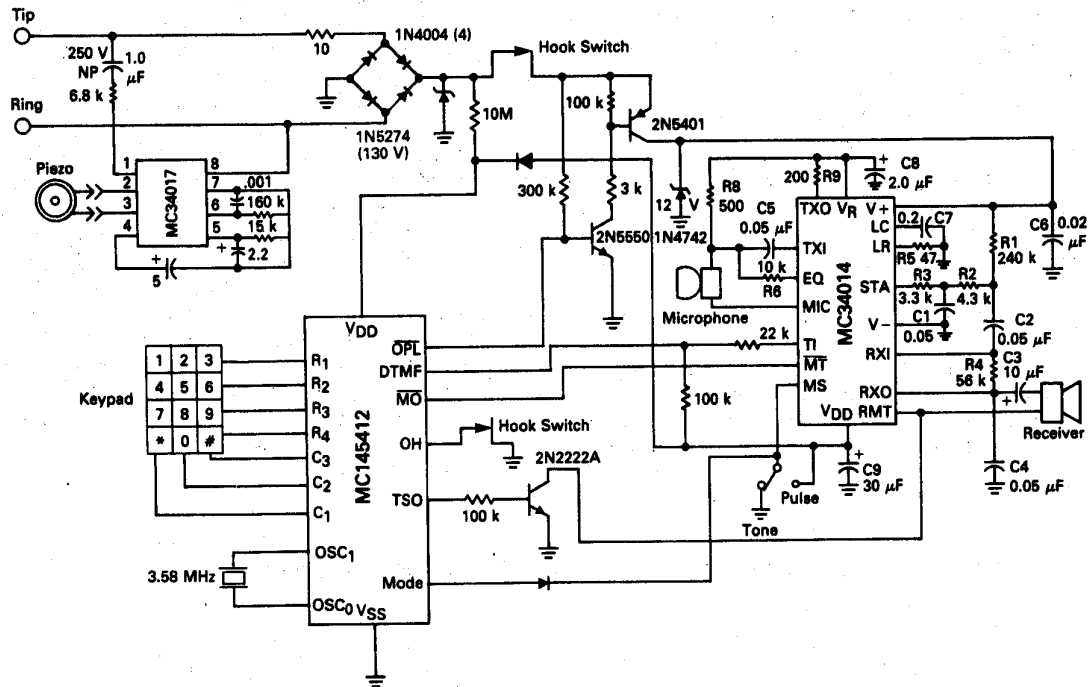 Tip
250 V
NP
1.0
µF
6.8 k
10
1N4004 (4)
Hook Switch
Ring
1N5274
(130 V)
10M
100 k
2N5401
Piezo
1
2
3
4
MC34017
8
7
6
5
.001
160 k
15 k
2.2
+
5
+
300 k
3 k
12 V
2N5550
1N4742
R8
500
200
R9
+
C8
2.0 µF
C5
0.05
µF
10 k
R6
Microphone
TXO
VR
V+
TXI
LC
LR
EQ
STA
MIC
V−
TI
RXI
MT
MS
RXO
VDD
RMT
MC34014
0.2
C7
R5 47
R1
240 k
C6
0.02
µF
R3
3.3 k
R2
4.3 k
C1
0.05
C2
0.05 µF
R4
56 k
C3
10 µF
+
Receiver
C4
0.05 µF
22 k
100 k
+
C9
30 µF
Tone
Pulse
Keypad
1 2 3
4 5 6
7 8 9
* 0 #
VDD
R1
R2
R3
R4
C3
C2
C1
OSC1
OSC0
VSS
MC145412
OPL
DTMF
MO
OH
TSO
Mode
Hook Switch
2N2222A
100 k
3.58 MHz